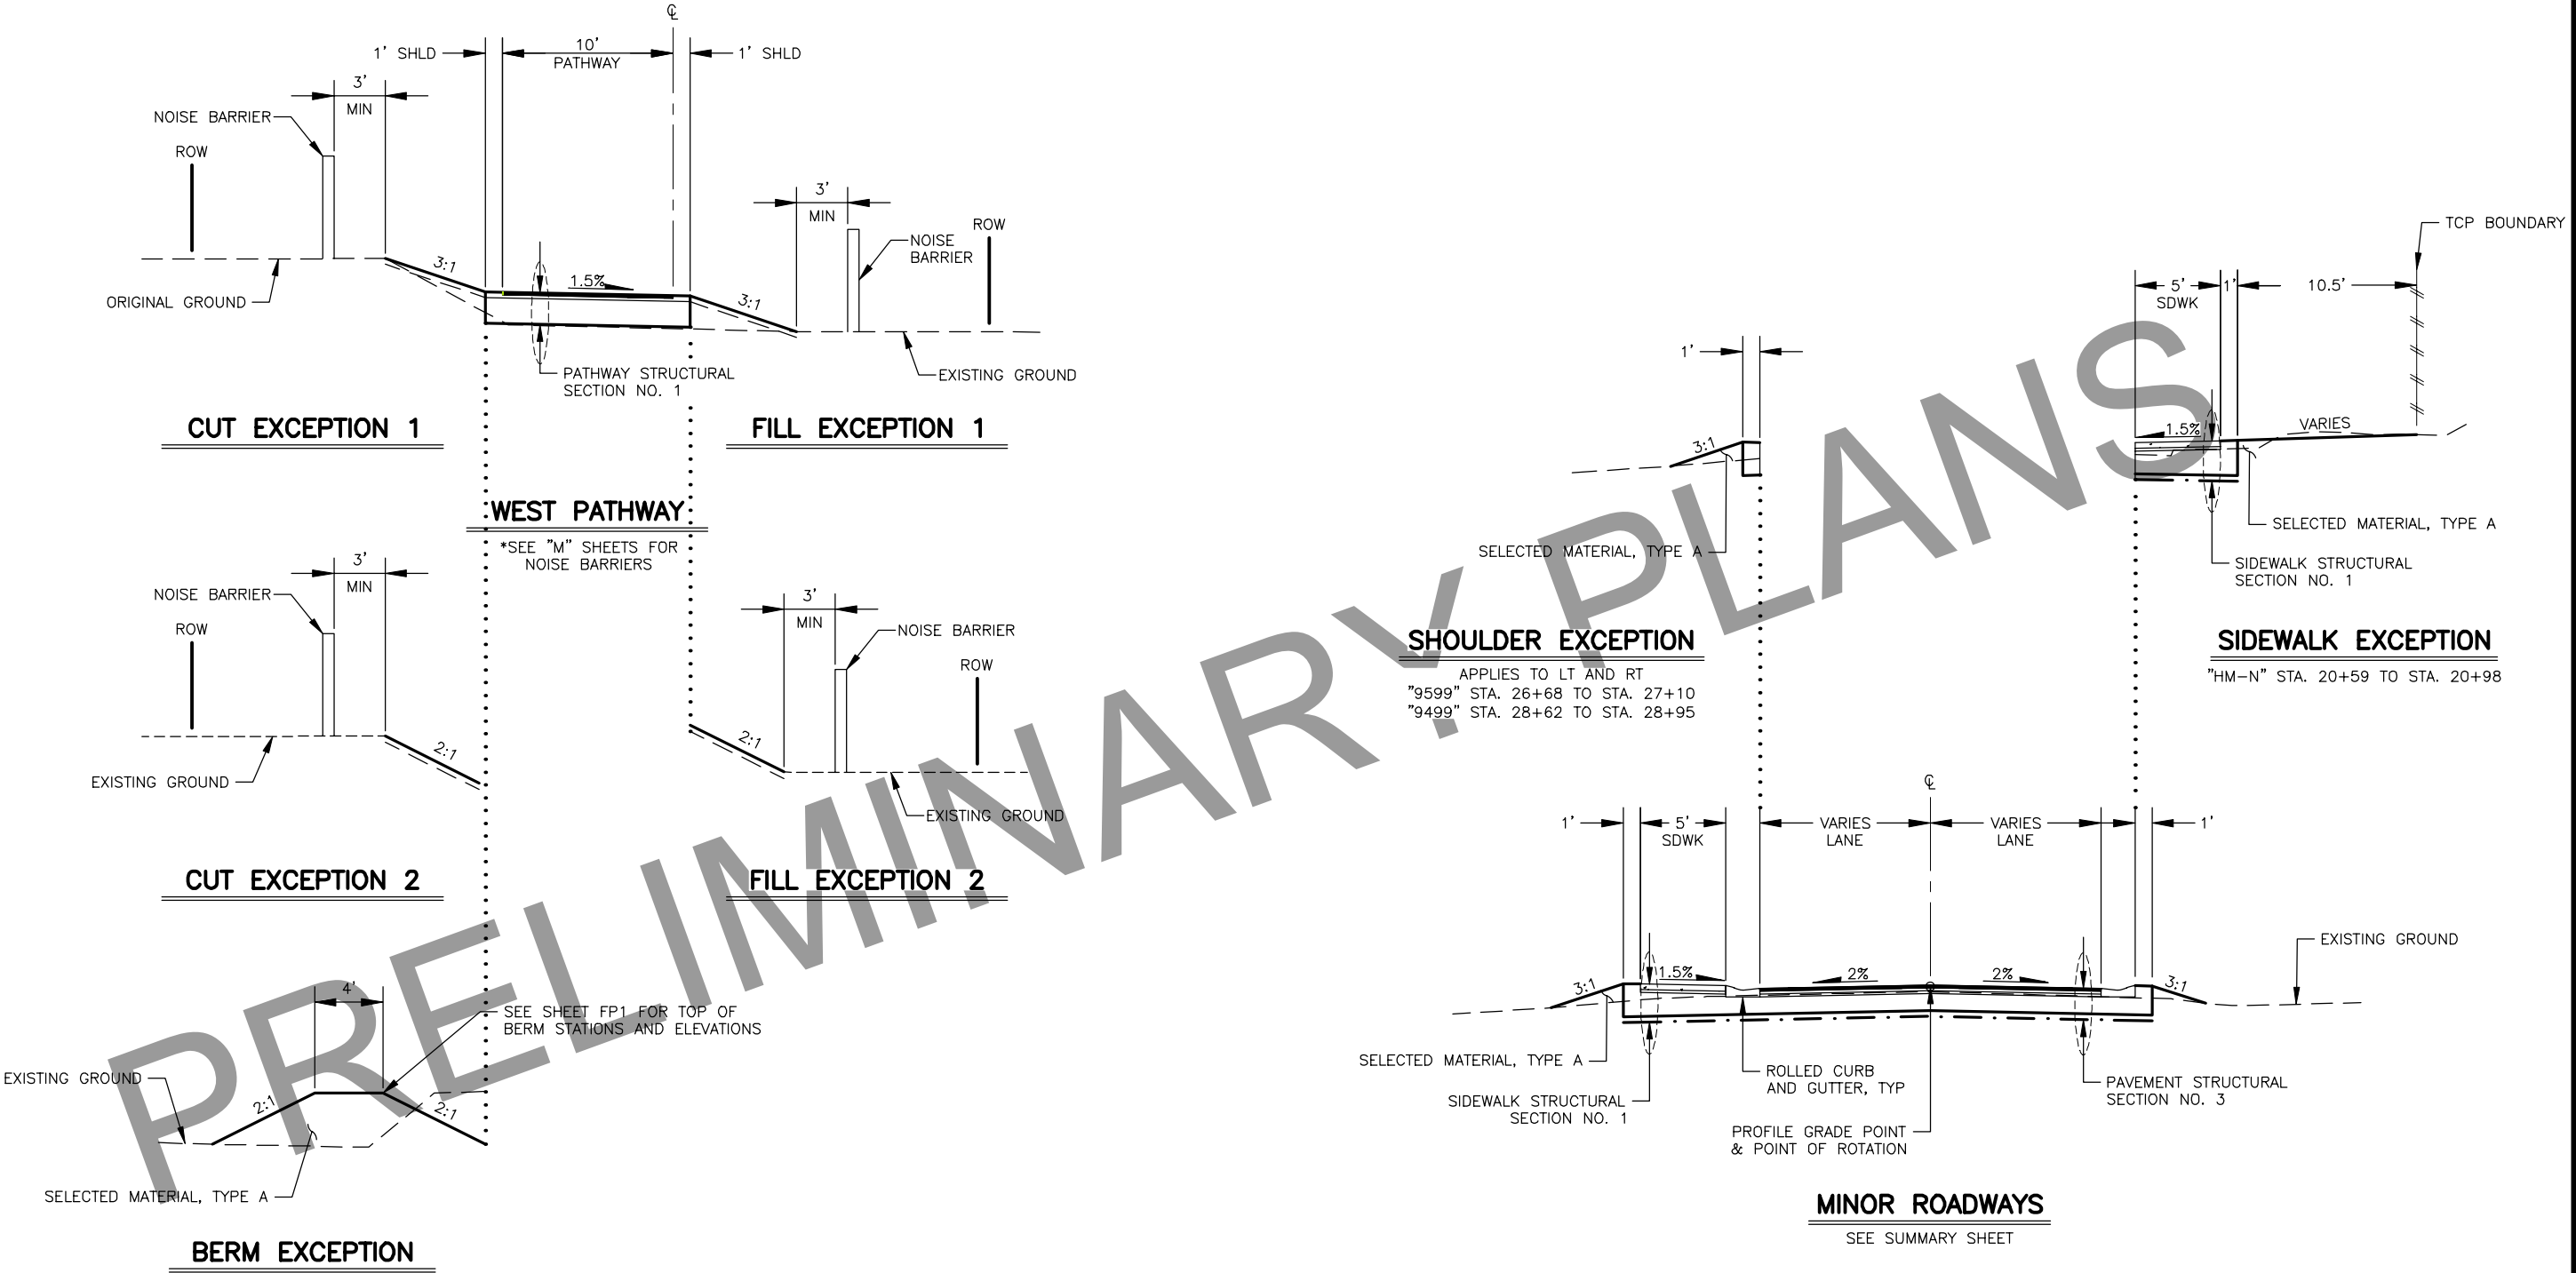 ℄
1' SHLD
10'
PATHWAY
1' SHLD
3'
MIN
NOISE BARRIER
ROW
ORIGINAL GROUND
3:1
1.5%
3:1
3'
MIN
NOISE
BARRIER
ROW
EXISTING GROUND
PATHWAY STRUCTURAL
SECTION NO. 1
CUT EXCEPTION 1
FILL EXCEPTION 1
WEST PATHWAY
*SEE "M" SHEETS FOR
NOISE BARRIERS
3'
MIN
NOISE BARRIER
ROW
EXISTING GROUND
2:1
2:1
3'
MIN
NOISE BARRIER
ROW
EXISTING GROUND
CUT EXCEPTION 2
FILL EXCEPTION 2
4'
SEE SHEET FP1 FOR TOP OF
BERM STATIONS AND ELEVATIONS
EXISTING GROUND
2:1
2:1
SELECTED MATERIAL, TYPE A
BERM EXCEPTION
1'
3:1
SELECTED MATERIAL, TYPE A
SHOULDER EXCEPTION
APPLIES TO LT AND RT
"9599" STA. 26+68 TO STA. 27+10
"9499" STA. 28+62 TO STA. 28+95
TCP BOUNDARY
5'
SDWK
1'
10.5'
1.5%
VARIES
SELECTED MATERIAL, TYPE A
SIDEWALK STRUCTURAL
SECTION NO. 1
SIDEWALK EXCEPTION
"HM-N" STA. 20+59 TO STA. 20+98
℄
1'
5'
SDWK
VARIES
LANE
VARIES
LANE
1'
EXISTING GROUND
3:1
1.5%
2%
2%
3:1
SELECTED MATERIAL, TYPE A
SIDEWALK STRUCTURAL
SECTION NO. 1
ROLLED CURB
AND GUTTER, TYP
PROFILE GRADE POINT
& POINT OF ROTATION
PAVEMENT STRUCTURAL
SECTION NO. 3
MINOR ROADWAYS
SEE SUMMARY SHEET
PRELIMINARY PLANS